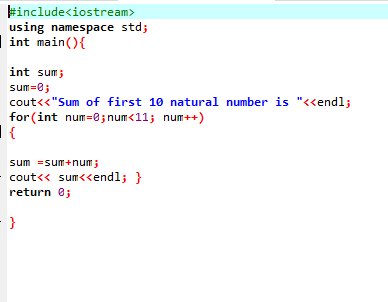 #include<iostream>
using namespace std;
int main(){
int sum;
sum=0;
cout<<"Sum of first 10 natural number is "<<endl;
for(int num=0;num<11; num++)
{
sum =sum+num;
cout<< sum<<endl; }
return 0;
}